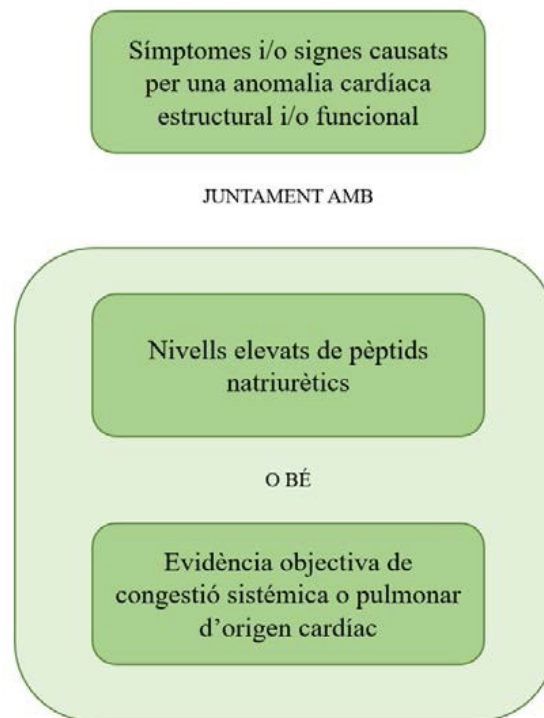 Símptomes i/o signes causats
per una anomalia cardíaca
estructural i/o funcional
JUNTAMENT AMB
Nivells elevats de pèptids
natriurètics
O BÉ
Evidència objectiva de
congestió sistémica o pulmonar
d'origen cardíac